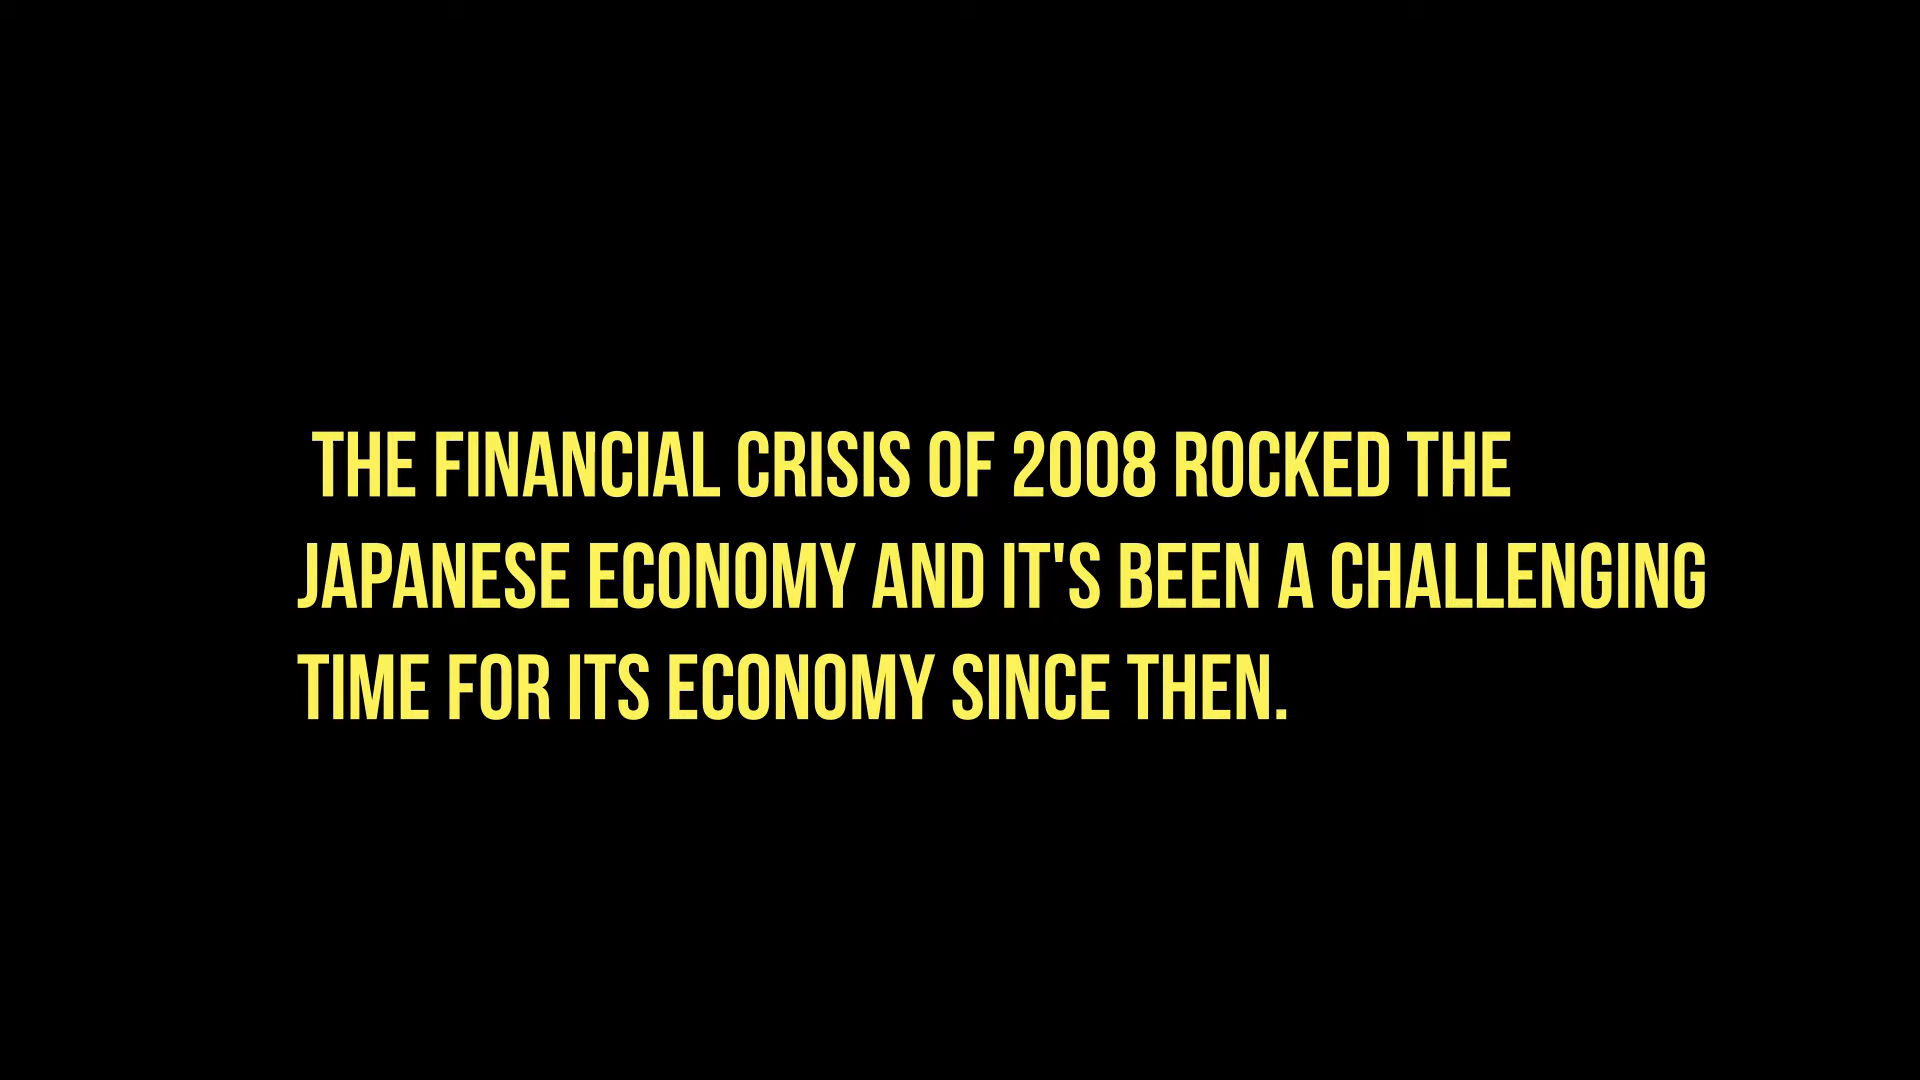 THE FINANCIAL CRISIS OF 2008 ROCKED THE
JAPANESE ECONOMY AND IT'S BEEN A CHALLENGING
TIME FOR ITS ECONOMY SINCE THEN.